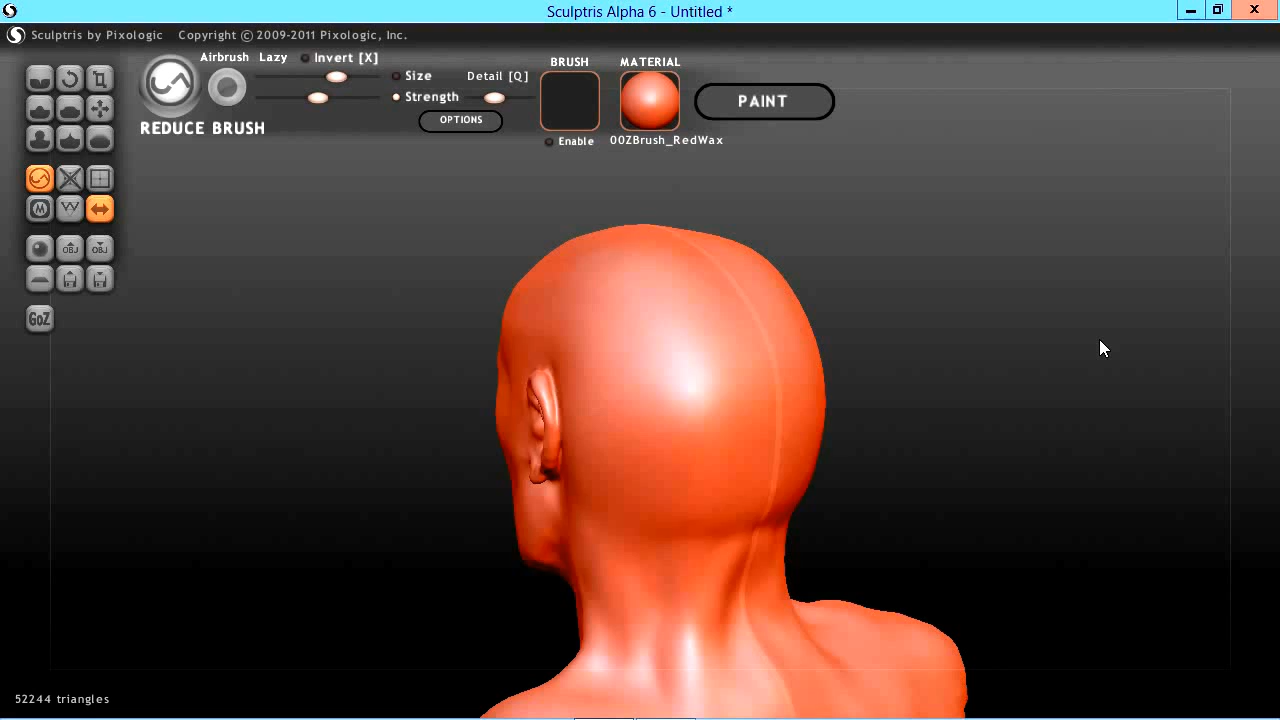 Sculptris Alpha 6 - Untitled *
Sculptris by Pixologic Copyright © 2009-2011 Pixologic, Inc.
Airbrush Lazy Invert [X]
Size Detail [Q]
Strength
OPTIONS
REDUCE BRUSH
BRUSH
Enable
MATERIAL
00ZBrush_RedWax
PAINT
OBJ OBJ
GoZ
52244 triangles